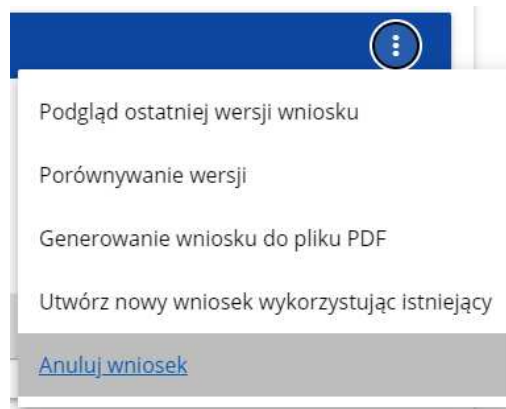 Podgląd ostatniej wersji wniosku
Porównywanie wersji
Generowanie wniosku do pliku PDF
Utwórz nowy wniosek wykorzystując istniejący
Anuluj wniosek